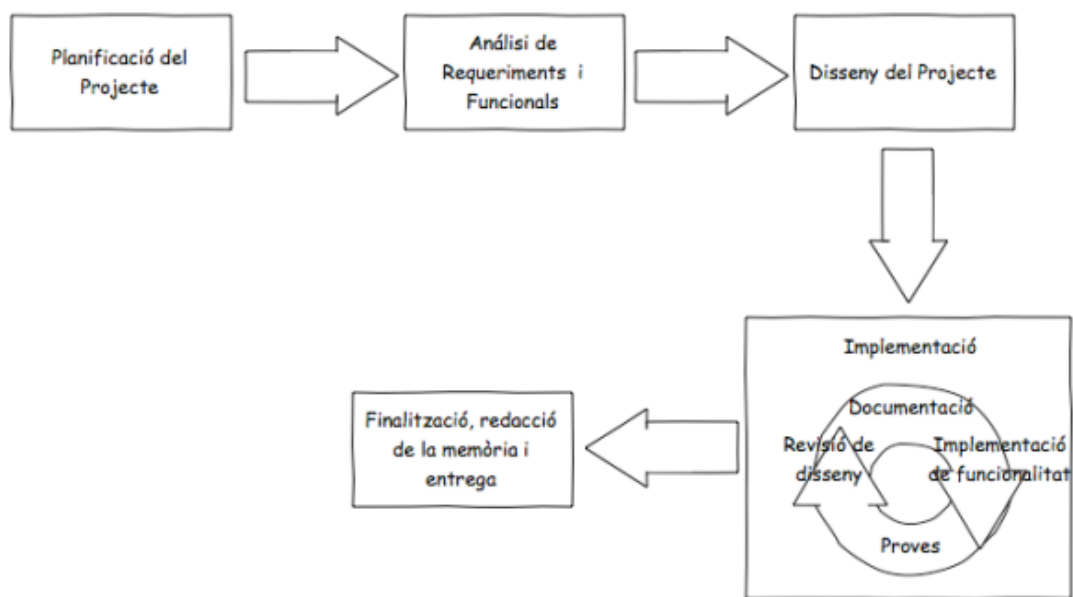 Planificació del
Projecte
Análisi de
Requeriments i
Funcionals
Disseny del Projecte
Implementació
Documentació
Revisió de
disseny
Implementació
de funcionalitat
Proves
Finalització, redacció
de la memòria i
entrega